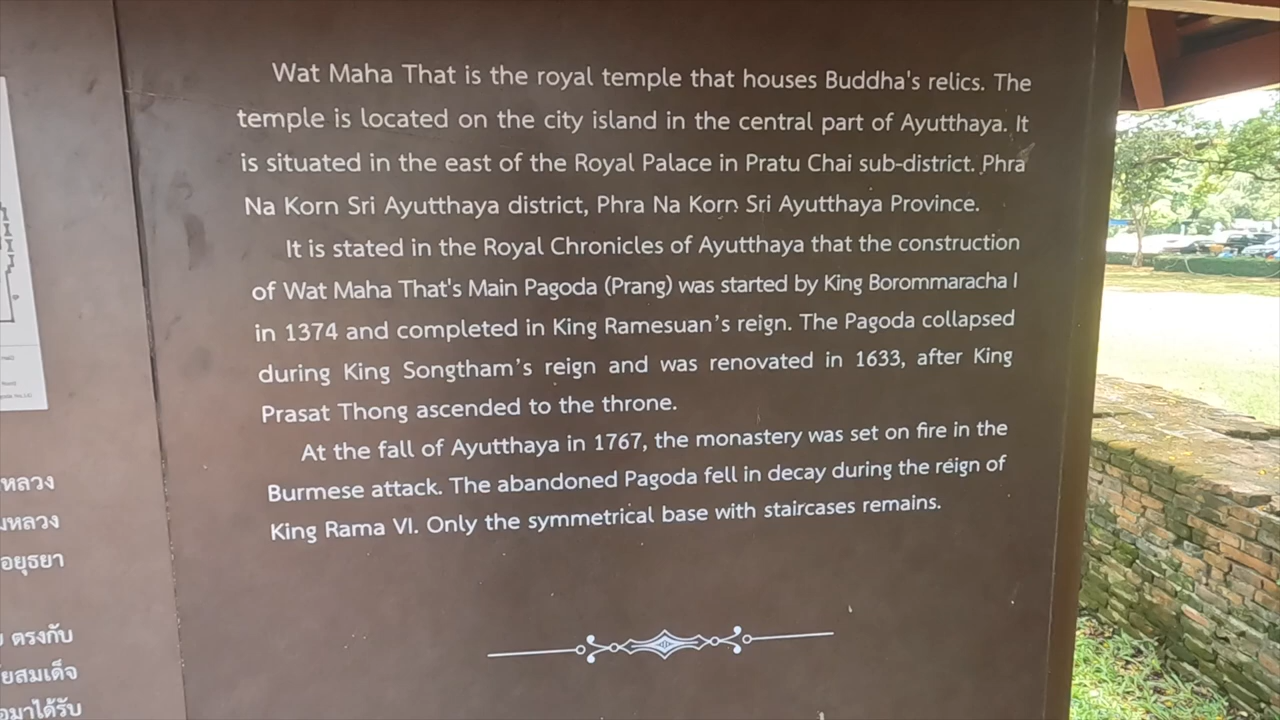 Wat Maha That is the royal temple that houses Buddha's relics. The
temple is located on the city island in the central part of Ayutthaya. It
is situated in the east of the Royal Palace in Pratu Chai sub-district. Phra
Na Korn Sri Ayutthaya district, Phra Na Korn Sri Ayutthaya Province.
It is stated in the Royal Chronicles of Ayutthaya that the construction
of Wat Maha That's Main Pagoda (Prang) was started by King Borommaracha I
in 1374 and completed in King Ramesuan's reign. The Pagoda collapsed
during King Songtham's reign and was renovated in 1633, after King
Prasat Thong ascended to the throne.
At the fall of Ayutthaya in 1767, the monastery was set on fire in the
Burmese attack. The abandoned Pagoda fell in decay during the reign of
King Rama VI. Only the symmetrical base with staircases remains.
หลวง
หลวง
อยุธยา
ตรงกับ
ยสมเด็จ
มาได้รับ